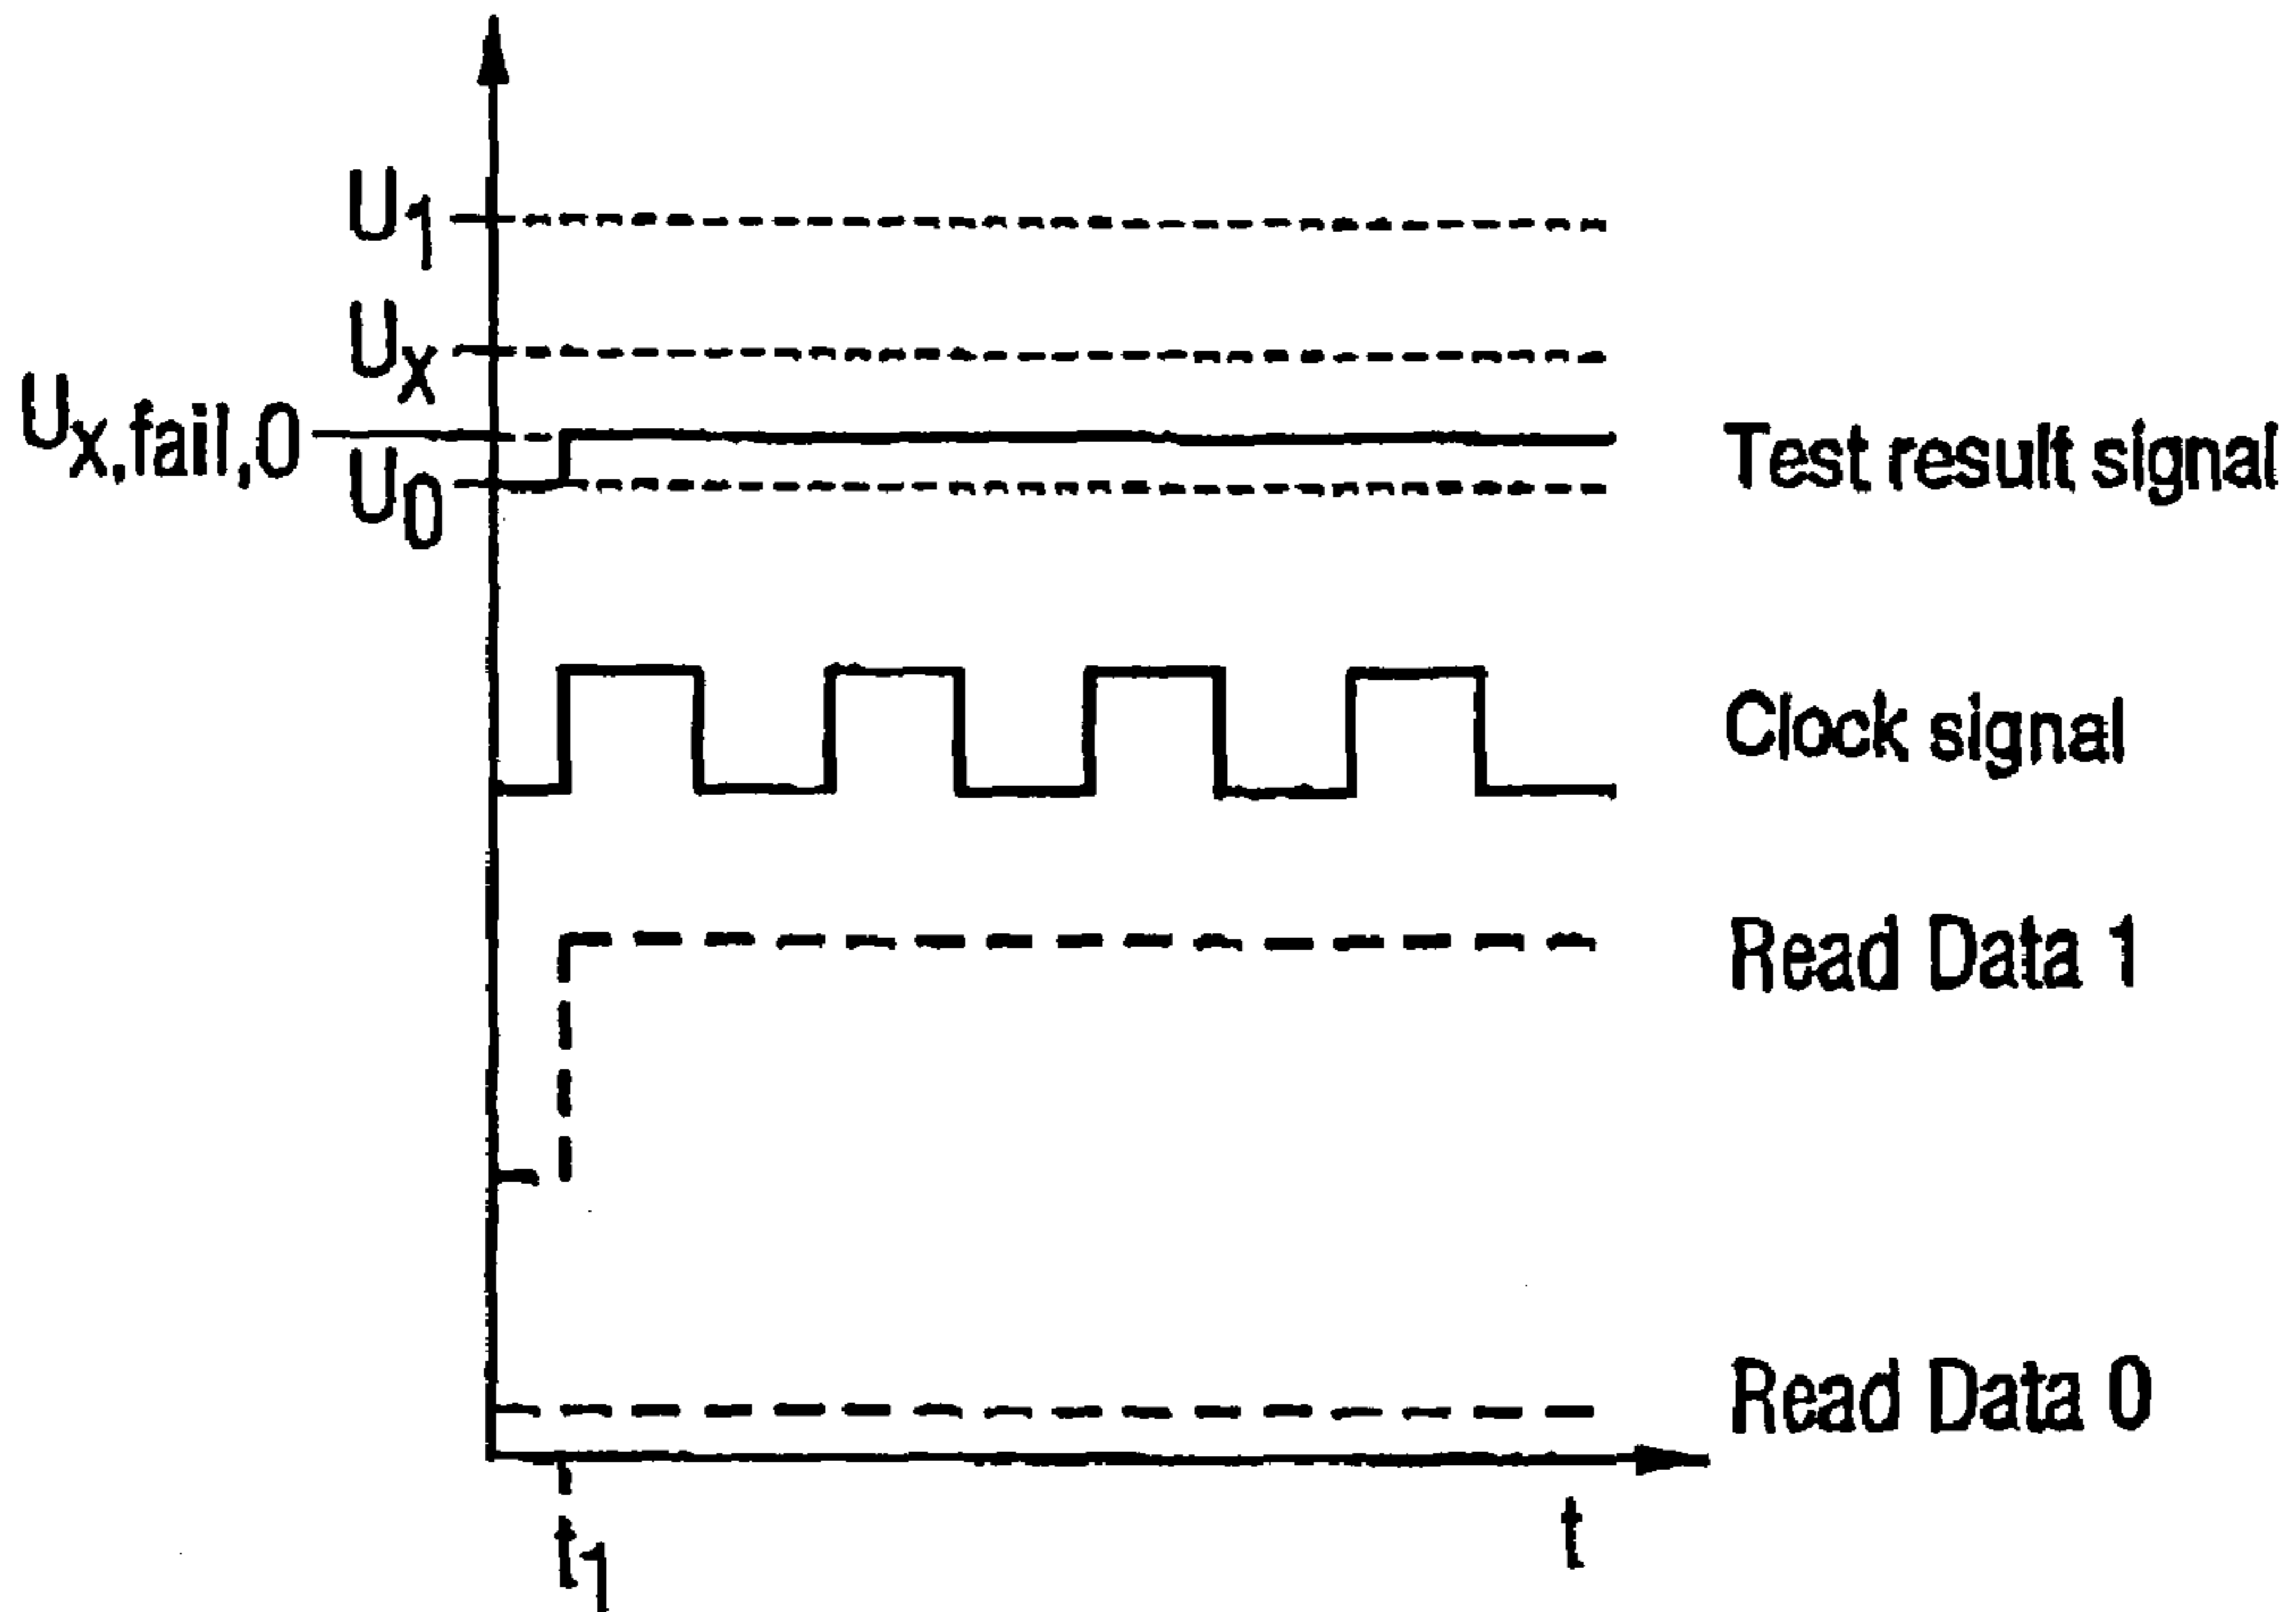 U1
Ux
Ux,fail,0
U0
Test result signal
Clock signal
Read Data 1
Read Data 0
t1
t